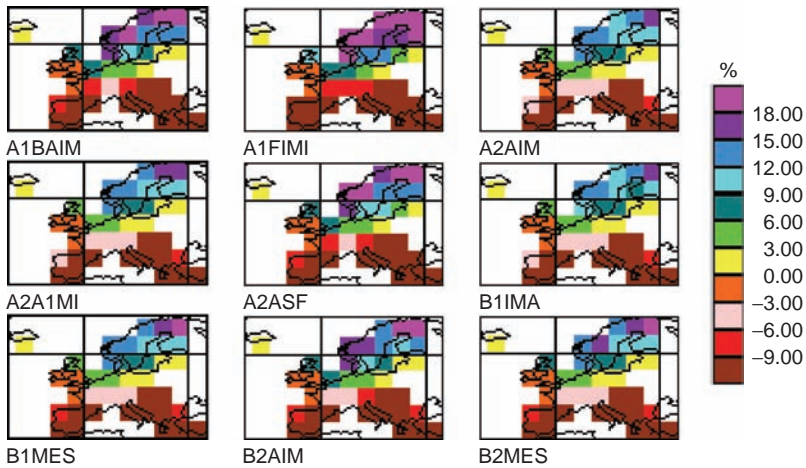 A1BAIM
A1FIMI
A2AIM
A2A1MI
A2ASF
B1IMA
B1MES
B2AIM
B2MES
%
18.00
15.00
12.00
9.00
6.00
3.00
0.00
–3.00
–6.00
–9.00